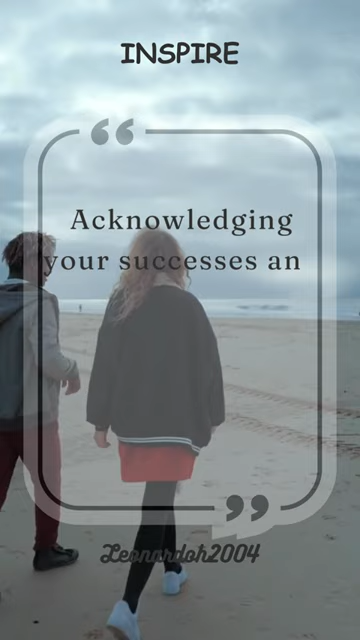 INSPIRE
“
Acknowledging
your successes an
”
Leonardoh2004